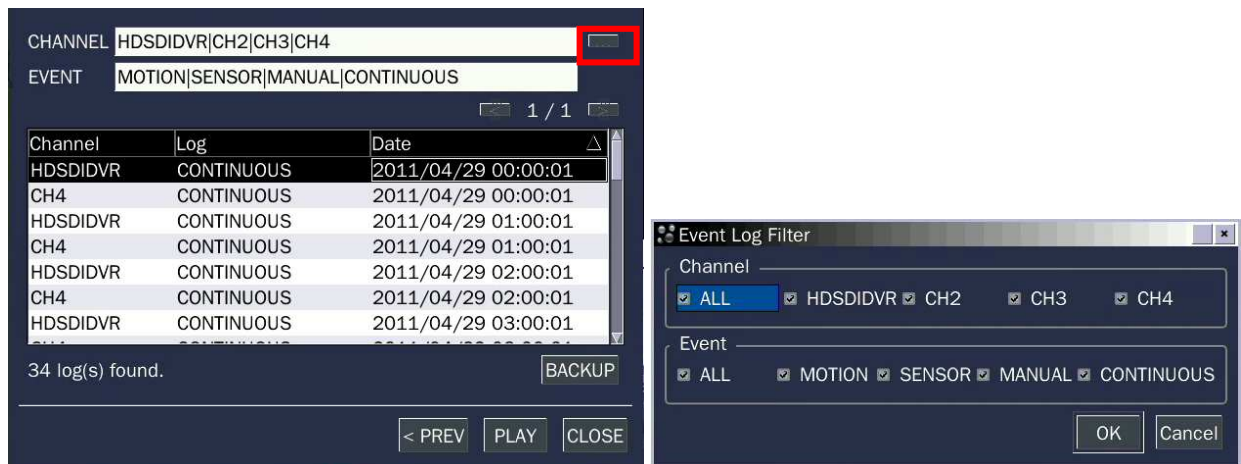 CHANNEL HDSDIDVR|CH2|CH3|CH4
EVENT MOTION|SENSOR|MANUAL|CONTINUOUS
< 1 / 1 >
Channel Log Date
HDSDIDVR CONTINUOUS 2011/04/29 00:00:01
CH4 CONTINUOUS 2011/04/29 00:00:01
HDSDIDVR CONTINUOUS 2011/04/29 01:00:01
CH4 CONTINUOUS 2011/04/29 01:00:01
HDSDIDVR CONTINUOUS 2011/04/29 02:00:01
CH4 CONTINUOUS 2011/04/29 02:00:01
HDSDIDVR CONTINUOUS 2011/04/29 03:00:01
34 log(s) found. BACKUP
< PREV PLAY CLOSE
Event Log Filter
Channel
ALL HDSDIDVR CH2 CH3 CH4
Event
ALL MOTION SENSOR MANUAL CONTINUOUS
OK Cancel